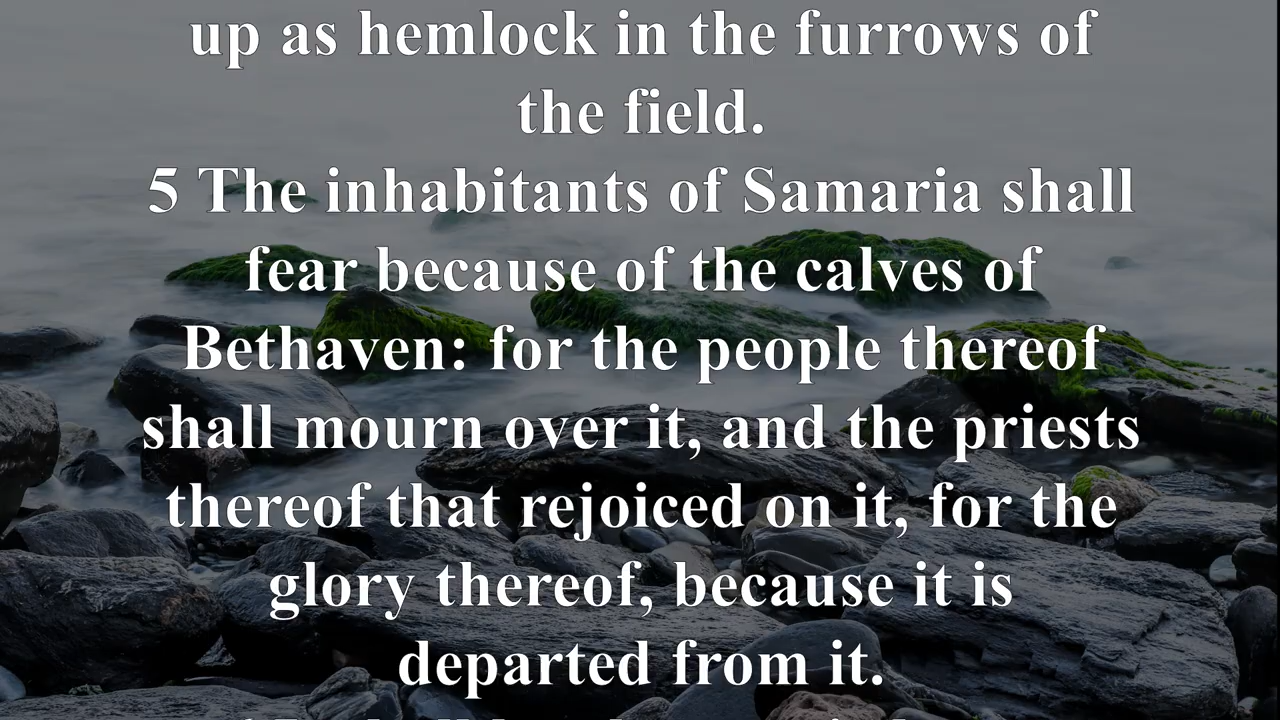 up as hemlock in the furrows of
the field.
5 The inhabitants of Samaria shall
fear because of the calves of
Bethaven: for the people thereof
shall mourn over it, and the priests
thereof that rejoiced on it, for the
glory thereof, because it is
departed from it.